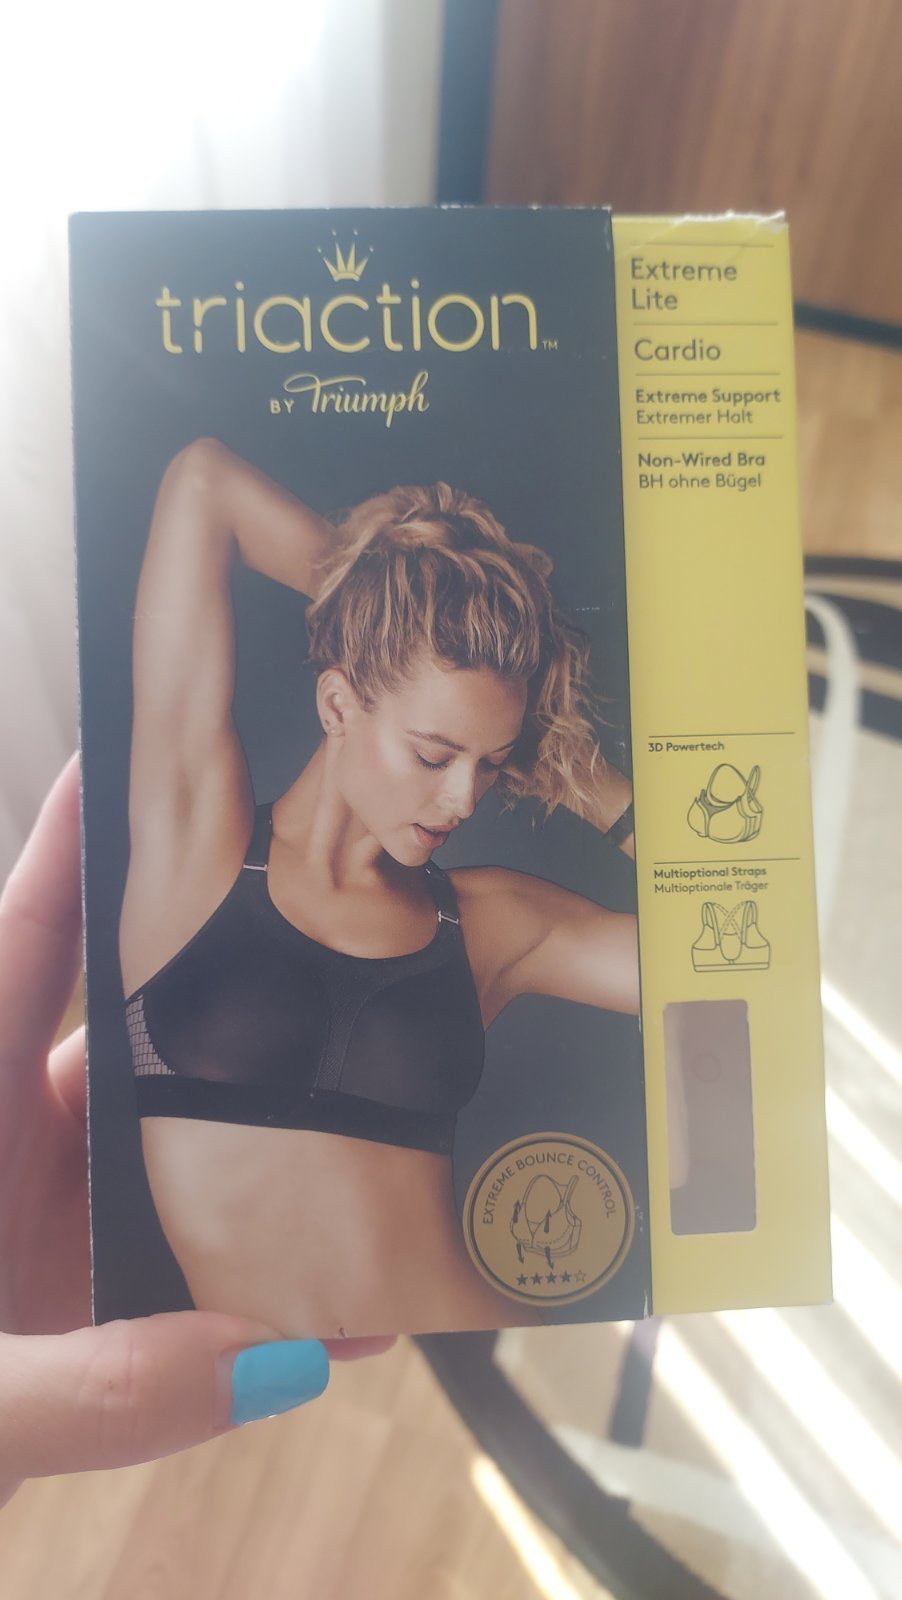 triaction™
BY Triumph
Extreme
Lite
Cardio
Extreme Support
Extremer Halt
Non-Wired Bra
BH ohne Bügel
3D Powertech
Multioptional Straps
Multioptionale Träger
EXTREME BOUNCE CONTROL